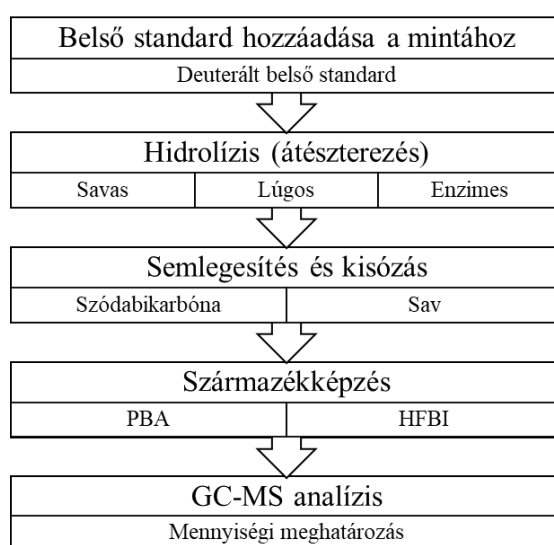 Belső standard hozzáadása a mintához
Deuterált belső standard
Hidrolízis (átészterezés)
Savas Lúgos Enzimes
Semlegesítés és kisózás
Szódabikarbóna Sav
Származékképzés
PBA HFBI
GC-MS analízis
Mennyiségi meghatározás